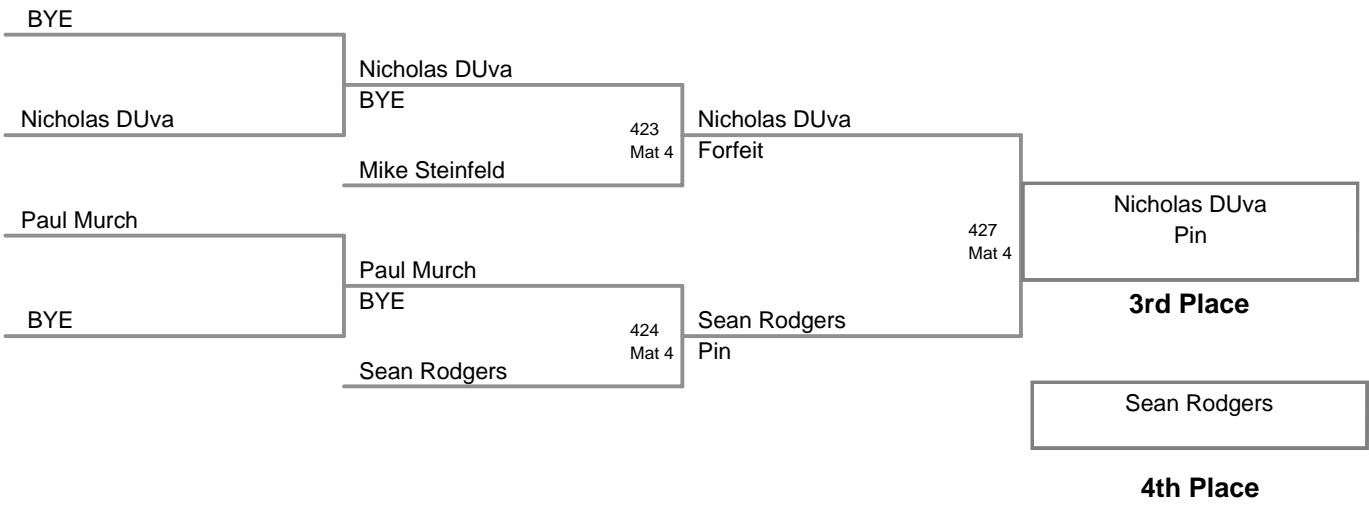 BYE
Nicholas DUva
BYE
Nicholas DUva
423
Mat 4
Nicholas DUva
Forfeit
Mike Steinfeld
Paul Murch
Nicholas DUva
Pin
427
Mat 4
Paul Murch
BYE
3rd Place
BYE
424
Mat 4
Sean Rodgers
Pin
Sean Rodgers
Sean Rodgers
4th Place